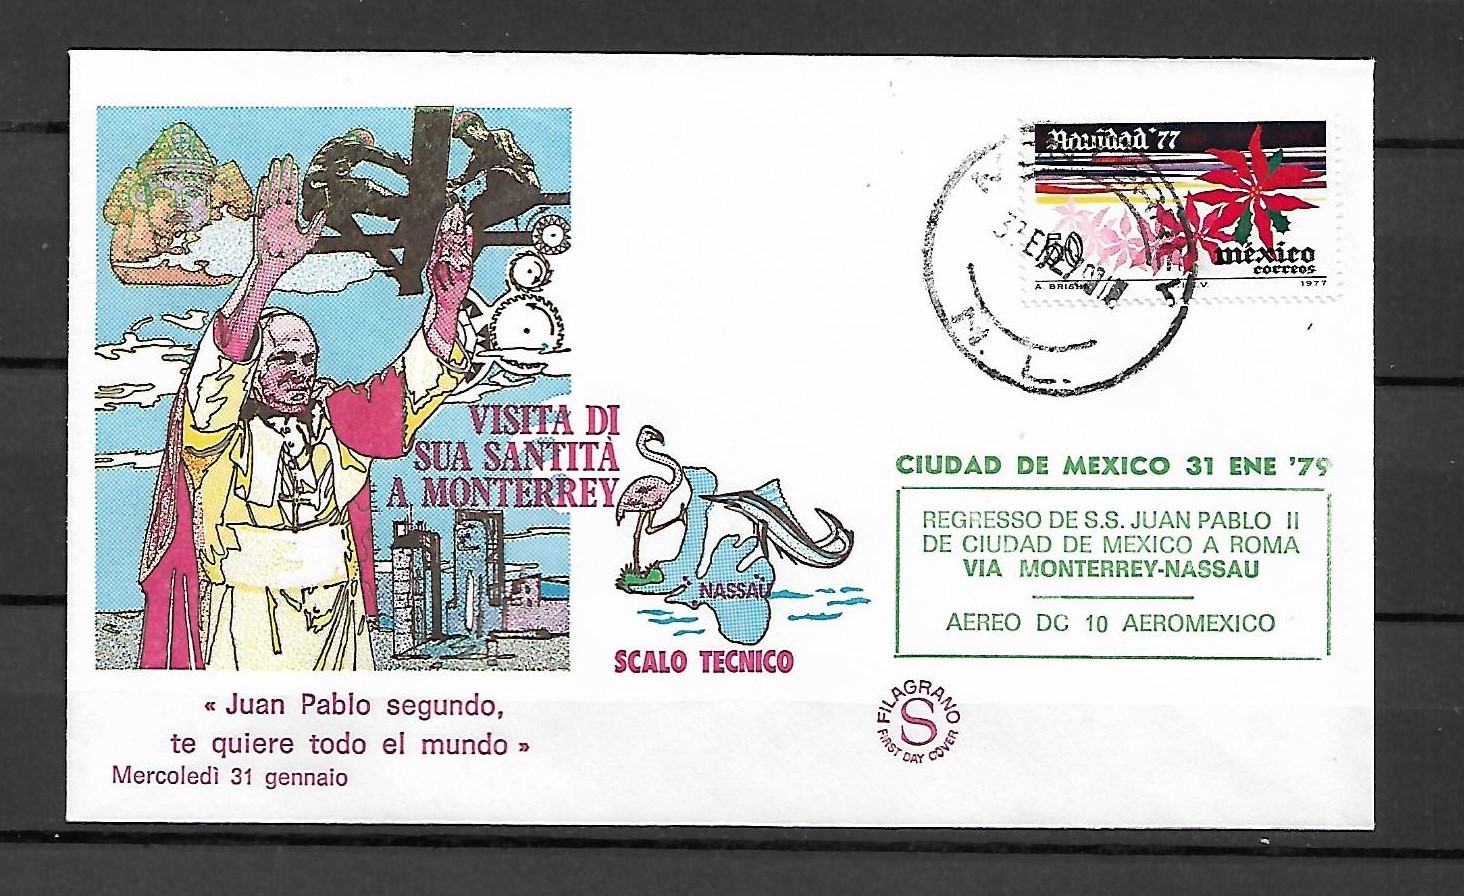 Navidad '77
50
méxico
correos
A. BRIGH
V.
1977
N. L.
VISITA DI
SUA SANTITÀ
A MONTERREY
NASSAU
SCALO TECNICO
CIUDAD DE MEXICO 31 ENE '79
REGRESSO DE S.S. JUAN PABLO II
DE CIUDAD DE MEXICO A ROMA
VIA MONTERREY-NASSAU
AEREO DC 10 AEROMEXICO
« Juan Pablo segundo,
te quiere todo el mundo »
Mercoledì 31 gennaio
FILAGRANO
S
FIRST DAY COVER